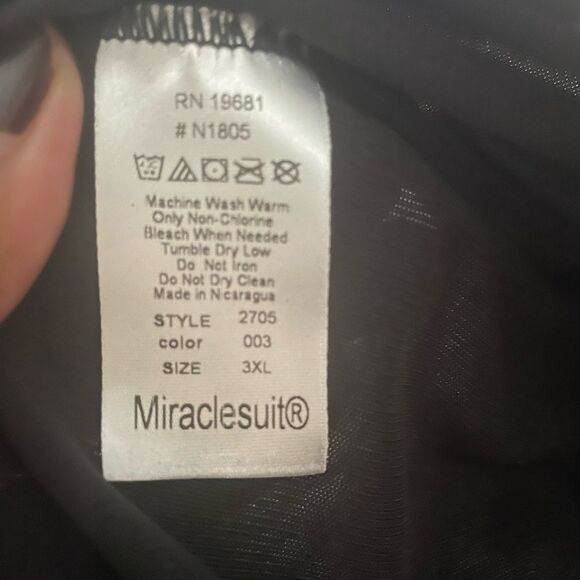 RN 19681
# N1805
Machine Wash Warm
Only Non-Chlorine
Bleach When Needed
Tumble Dry Low
Do Not Iron
Do Not Dry Clean
Made in Nicaragua
STYLE 2705
color 003
SIZE 3XL
Miraclesuit®